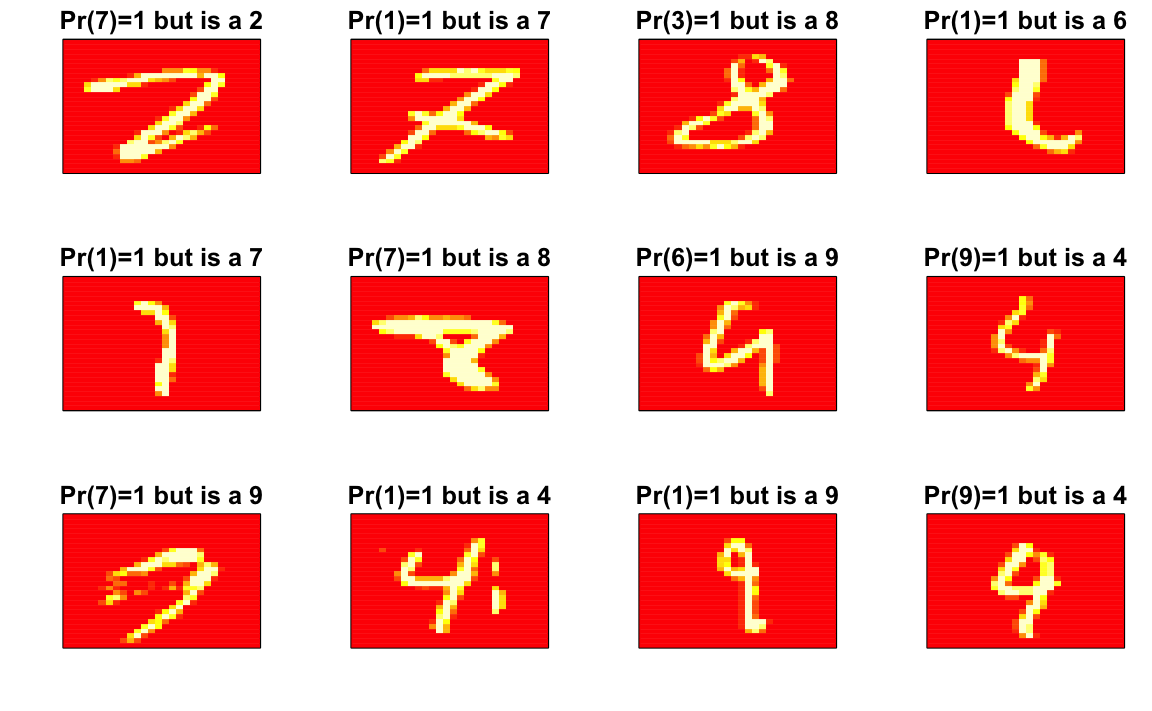 Pr(7)=1 but is a 2
Pr(1)=1 but is a 7
Pr(3)=1 but is a 8
Pr(1)=1 but is a 6
Pr(1)=1 but is a 7
Pr(7)=1 but is a 8
Pr(6)=1 but is a 9
Pr(9)=1 but is a 4
Pr(7)=1 but is a 9
Pr(1)=1 but is a 4
Pr(1)=1 but is a 9
Pr(9)=1 but is a 4